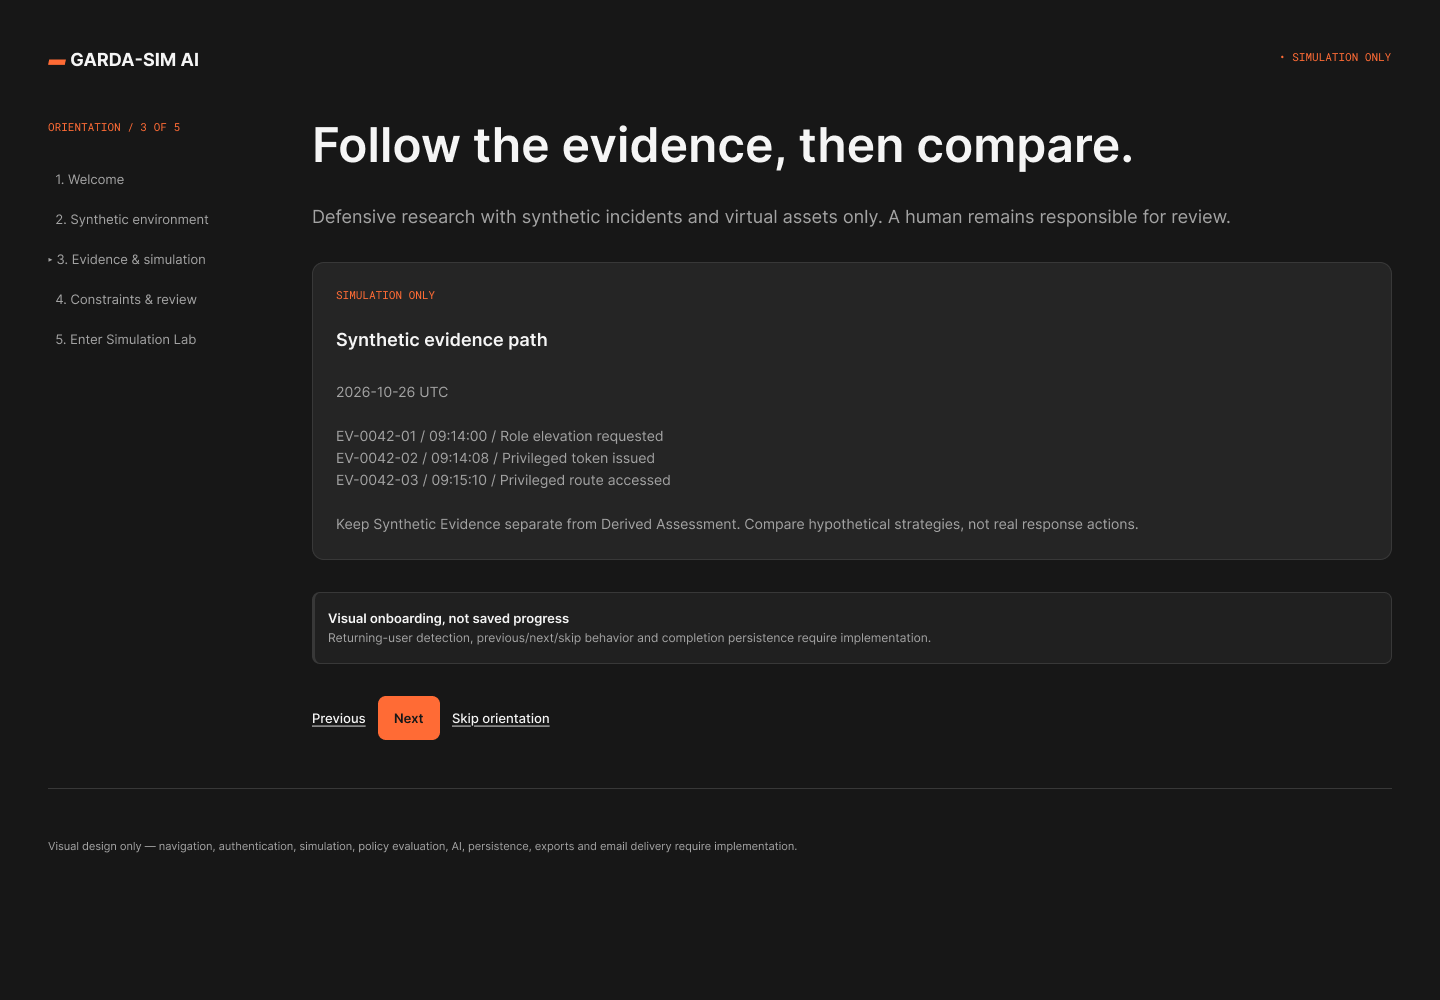 GARDA-SIM AI
• SIMULATION ONLY
ORIENTATION / 3 OF 5
1. Welcome
2. Synthetic environment
▸ 3. Evidence & simulation
4. Constraints & review
5. Enter Simulation Lab
Follow the evidence, then compare.
Defensive research with synthetic incidents and virtual assets only. A human remains responsible for review.
SIMULATION ONLY
Synthetic evidence path
2026-10-26 UTC
EV-0042-01 / 09:14:00 / Role elevation requested
EV-0042-02 / 09:14:08 / Privileged token issued
EV-0042-03 / 09:15:10 / Privileged route accessed
Keep Synthetic Evidence separate from Derived Assessment. Compare hypothetical strategies, not real response actions.
Visual onboarding, not saved progress
Returning-user detection, previous/next/skip behavior and completion persistence require implementation.
Previous
Next
Skip orientation
Visual design only — navigation, authentication, simulation, policy evaluation, AI, persistence, exports and email delivery require implementation.